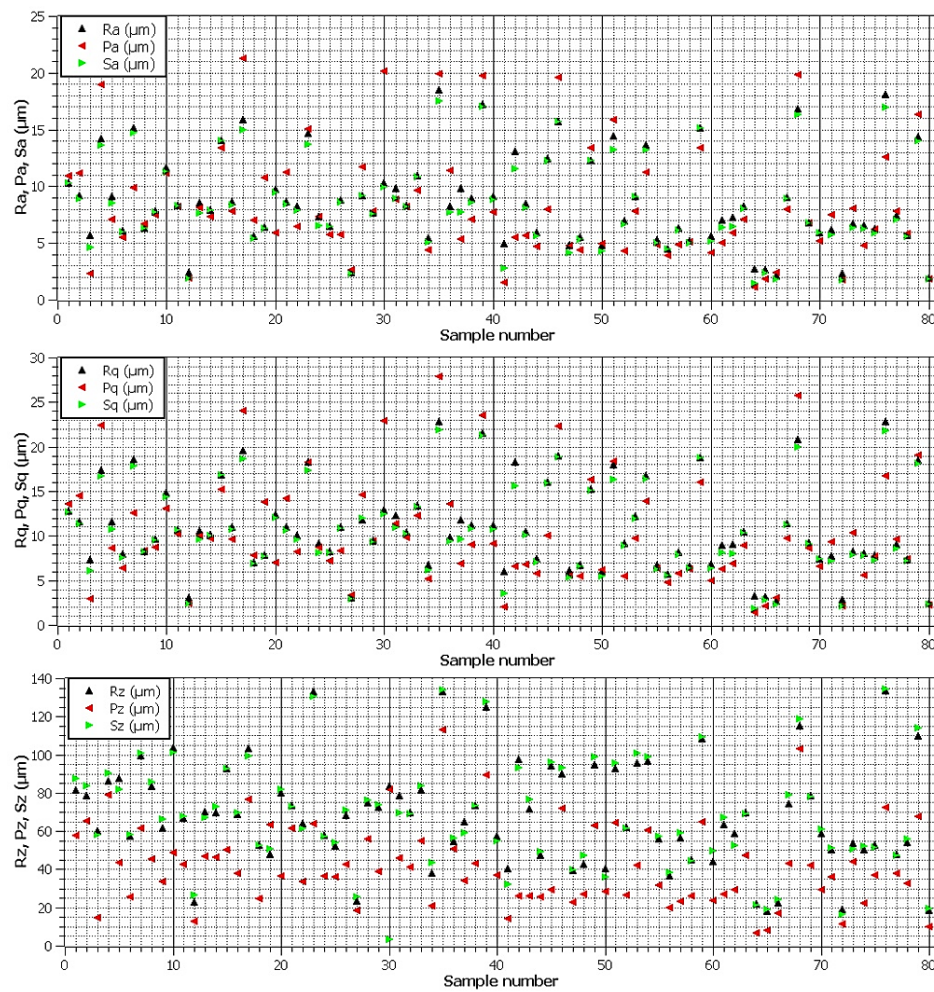 25
20
15
10
5
0
Ra, Pa, Sa (µm)
Ra (µm)
Pa (µm)
Sa (µm)
0 10 20 30 40 50 60 70 80
Sample number
30
25
20
15
10
5
0
Rq, Pq, Sq (µm)
Rq (µm)
Pq (µm)
Sq (µm)
0 10 20 30 40 50 60 70 80
Sample number
140
120
100
80
60
40
20
0
Rz, Pz, Sz (µm)
Rz (µm)
Pz (µm)
Sz (µm)
0 10 20 30 40 50 60 70 80
Sample number